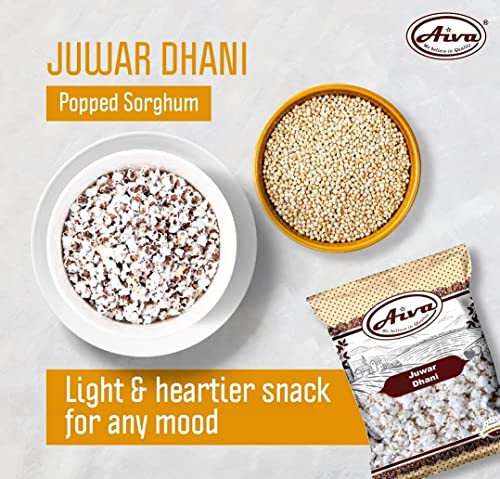 Aiva
We believe in Quality
JUWAR DHANI
Popped Sorghum
Aiva
We believe in Quality
Juwar
Dhani
Light & heartier snack
for any mood